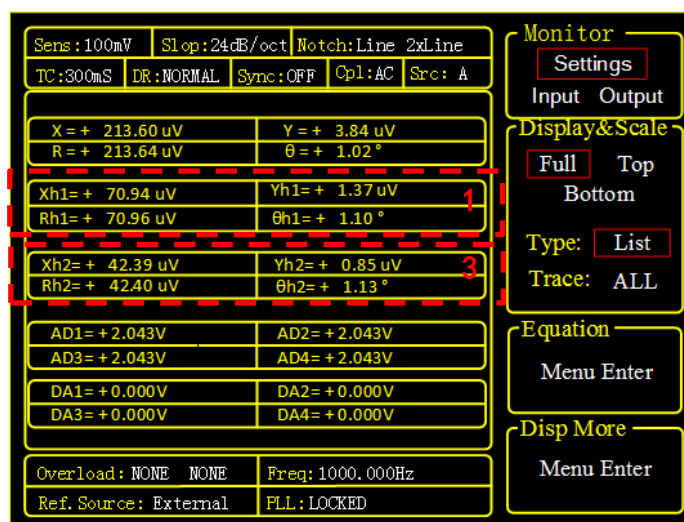 Sens:100mV Slop:24dB/oct Notch:Line 2xLine
TC:300mS DR:NORMAL Sync:OFF Cpl:AC Src: A
X = + 213.60 uV Y = + 3.84 uV
R = + 213.64 uV θ = + 1.02 °
Xh1= + 70.94 uV Yh1= + 1.37 uV 1
Rh1= + 70.96 uV θh1= + 1.10 °
Xh2= + 42.39 uV Yh2= + 0.85 uV 3
Rh2= + 42.40 uV θh2= + 1.13 °
AD1= +2.043V AD2= +2.043V
AD3= +2.043V AD4= +2.043V
DA1= +0.000V DA2= +0.000V
DA3= +0.000V DA4= +0.000V
Overload: NONE NONE Freq:1000.000Hz
Ref.Source: External PLL:LOCKED
Monitor
Settings
Input Output
Display&Scale
Full Top
Bottom
Type: List
Trace: ALL
Equation
Menu Enter
Disp More
Menu Enter